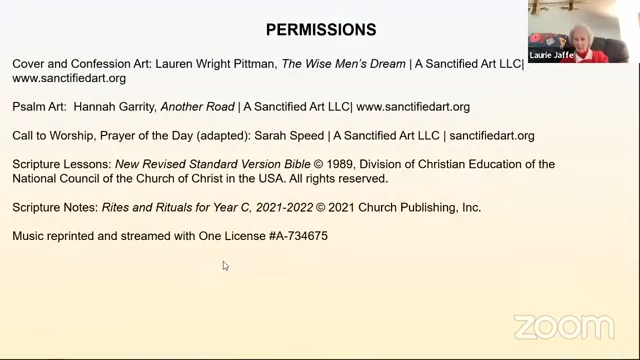 PERMISSIONS
Cover and Confession Art: Lauren Wright Pittman, The Wise Men's Dream | A Sanctified Art LLC|
www.sanctifiedart.org
Psalm Art:  Hannah Garrity, Another Road | A Sanctified Art LLC| www.sanctifiedart.org
Call to Worship, Prayer of the Day (adapted): Sarah Speed | A Sanctified Art LLC | sanctifiedart.org
Scripture Lessons: New Revised Standard Version Bible © 1989, Division of Christian Education of the
National Council of the Church of Christ in the USA. All rights reserved.
Scripture Notes: Rites and Rituals for Year C, 2021-2022 © 2021 Church Publishing, Inc.
Music reprinted and streamed with One License #A-734675
Laurie Jaffe
zoom